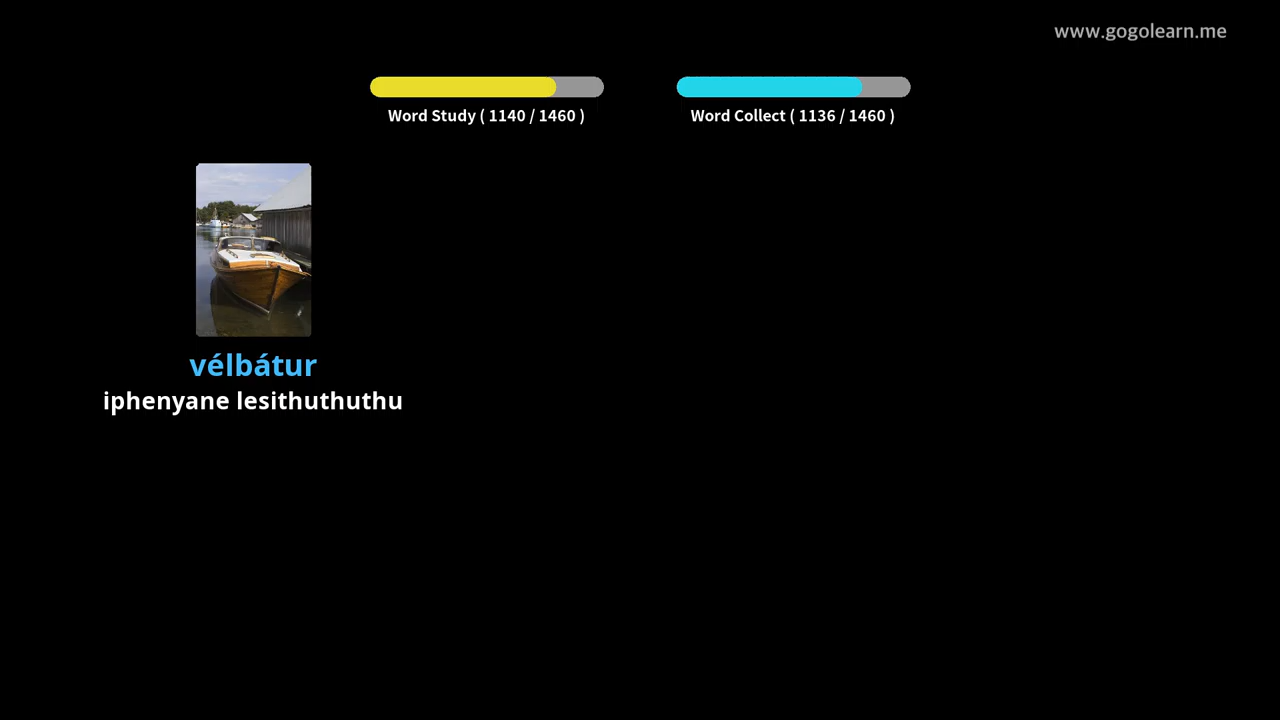 www.gogolearn.me
Word Study ( 1140 / 1460 )
Word Collect ( 1136 / 1460 )
vélbátur
iphenyane lesithuthuthu